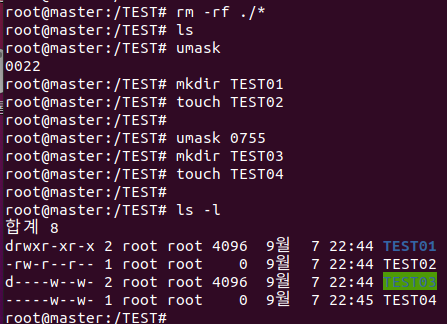 root@master:/TEST# rm -rf ./*
root@master:/TEST# ls
root@master:/TEST# umask
0022
root@master:/TEST# mkdir TEST01
root@master:/TEST# touch TEST02
root@master:/TEST#
root@master:/TEST# umask 0755
root@master:/TEST# mkdir TEST03
root@master:/TEST# touch TEST04
root@master:/TEST#
root@master:/TEST# ls -l
합계 8
drwxr-xr-x 2 root root 4096  9월  7 22:44 TEST01
-rw-r--r-- 1 root root    0  9월  7 22:44 TEST02
d----w--w- 2 root root 4096  9월  7 22:44 TEST03
-----w--w- 1 root root    0  9월  7 22:45 TEST04
root@master:/TEST#